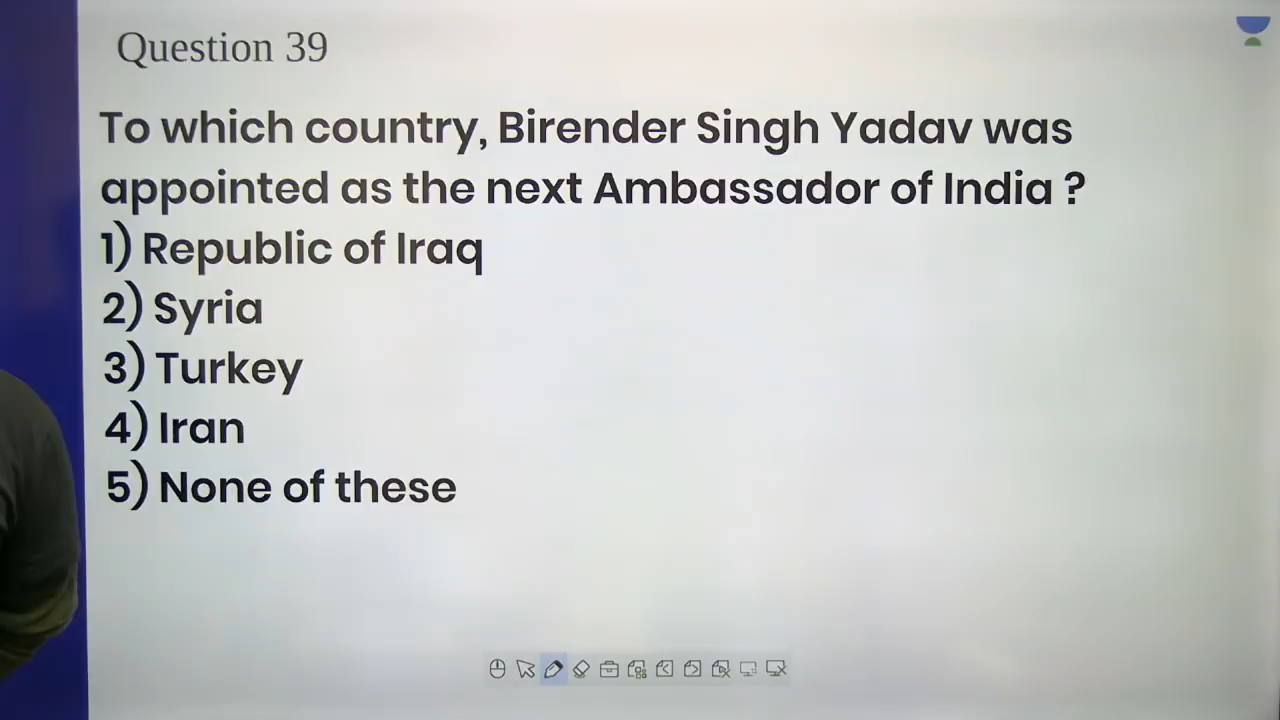 Question 39
To which country, Birender Singh Yadav was
appointed as the next Ambassador of India ?
1) Republic of Iraq
2) Syria
3) Turkey
4) Iran
5) None of these